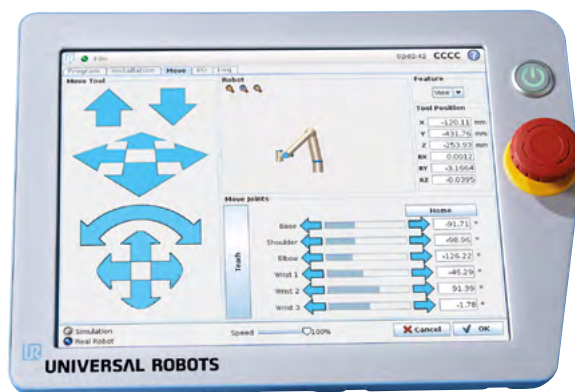 File
02:02:42 CCCC ?
Program Installation Move I/O Log
Move Tool
Robot
Feature
View
Tool Position
X -120.11 mm
Y -431.76 mm
Z -253.93 mm
RX 0.0012
RY -3.1664
RZ -0.0395
Move Joints
Home
Teach
Base -91.71 °
Shoulder -98.96 °
Elbow -126.22 °
Wrist 1 -46.29 °
Wrist 2 91.39 °
Wrist 3 -1.78 °
Simulation
Real Robot
Speed 100%
Cancel
OK
UR
UNIVERSAL ROBOTS